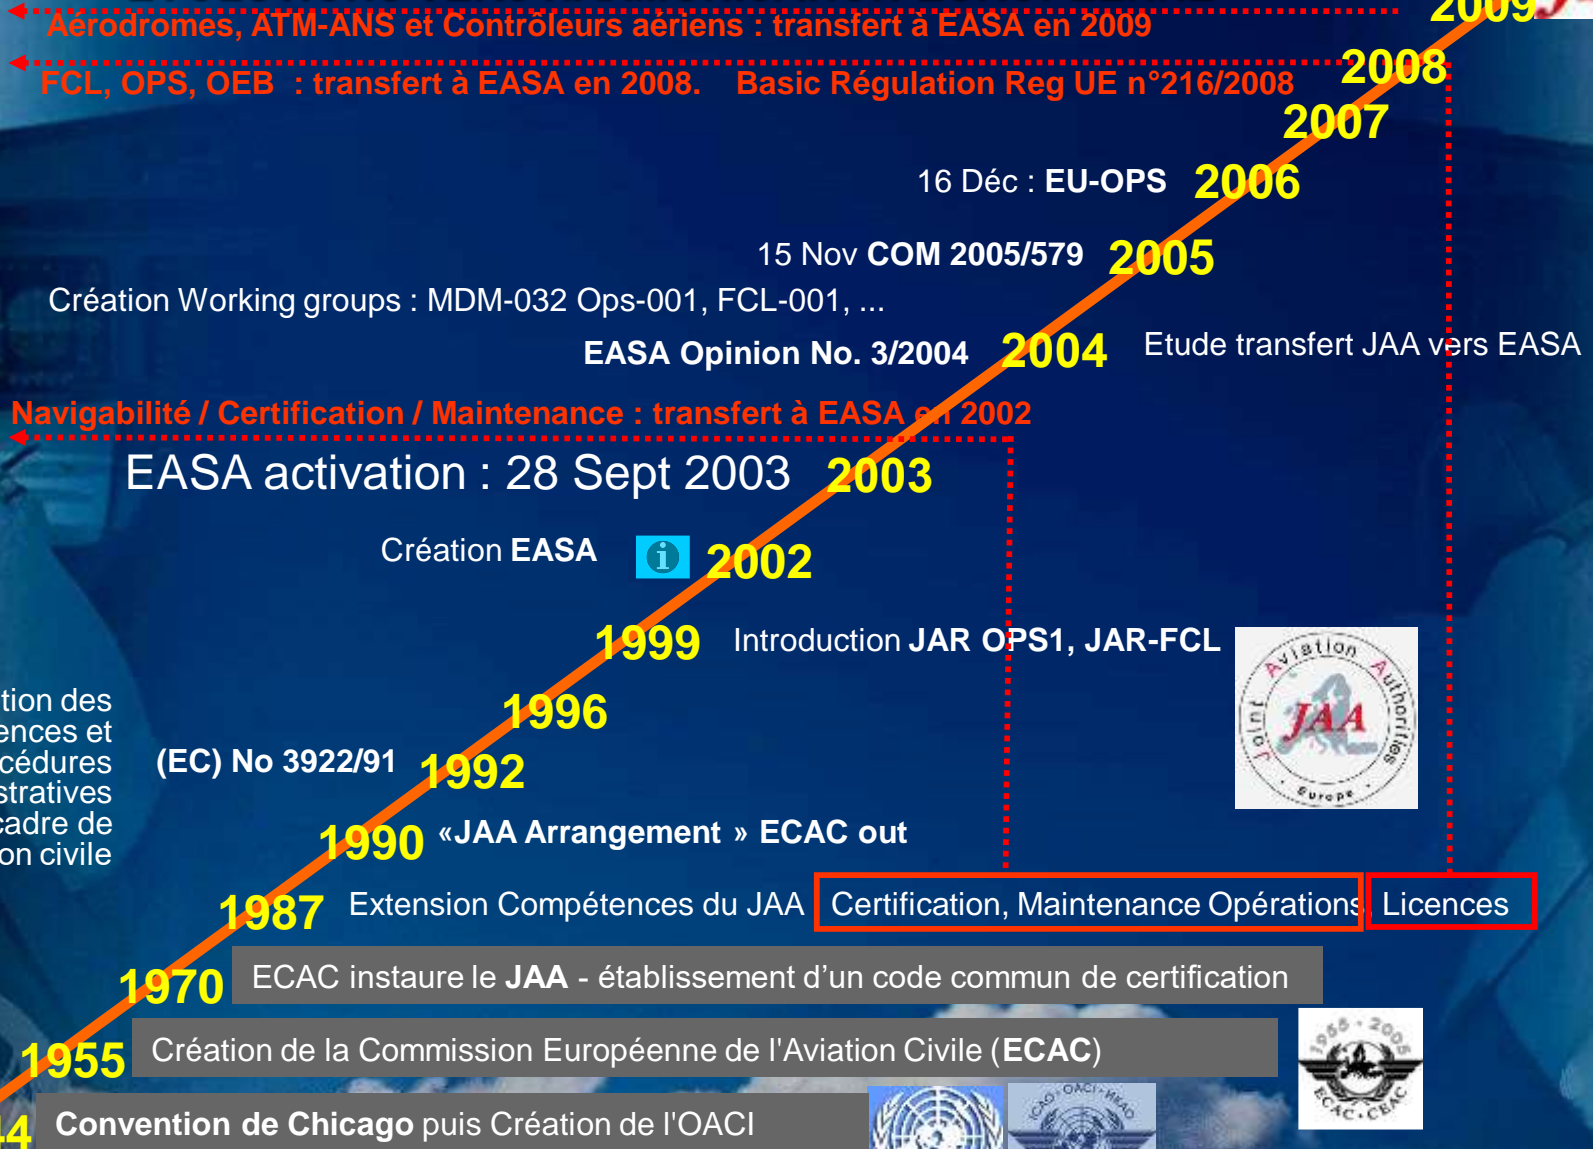 2009
Aérodromes, ATM-ANS et Contrôleurs aériens : transfert à EASA en 2009
2008
FCL, OPS, OEB : transfert à EASA en 2008. Basic Régulation Reg UE n°216/2008
2007
16 Déc : EU-OPS 2006
15 Nov COM 2005/579 2005
Création Working groups : MDM-032 Ops-001, FCL-001, ...
EASA Opinion No. 3/2004 2004 Etude transfert JAA vers EASA
Navigabilité / Certification / Maintenance : transfert à EASA en 2002
EASA activation : 28 Sept 2003 2003
Création EASA i 2002
1999 Introduction JAR OPS1, JAR-FCL
Joint Aviation Authorities
JAA
Europe
1996
tion des
ences et
cédures
stratives
cadre de
on civile
(EC) No 3922/91 1992
1990 «JAA Arrangement » ECAC out
1987 Extension Compétences du JAA Certification, Maintenance Opérations, Licences
1970 ECAC instaure le JAA - établissement d’un code commun de certification
1955 Création de la Commission Européenne de l'Aviation Civile (ECAC)
1955 · 2005
ECAC · CEAC
44 Convention de Chicago puis Création de l'OACI
ICAO · OACI · ИКАО